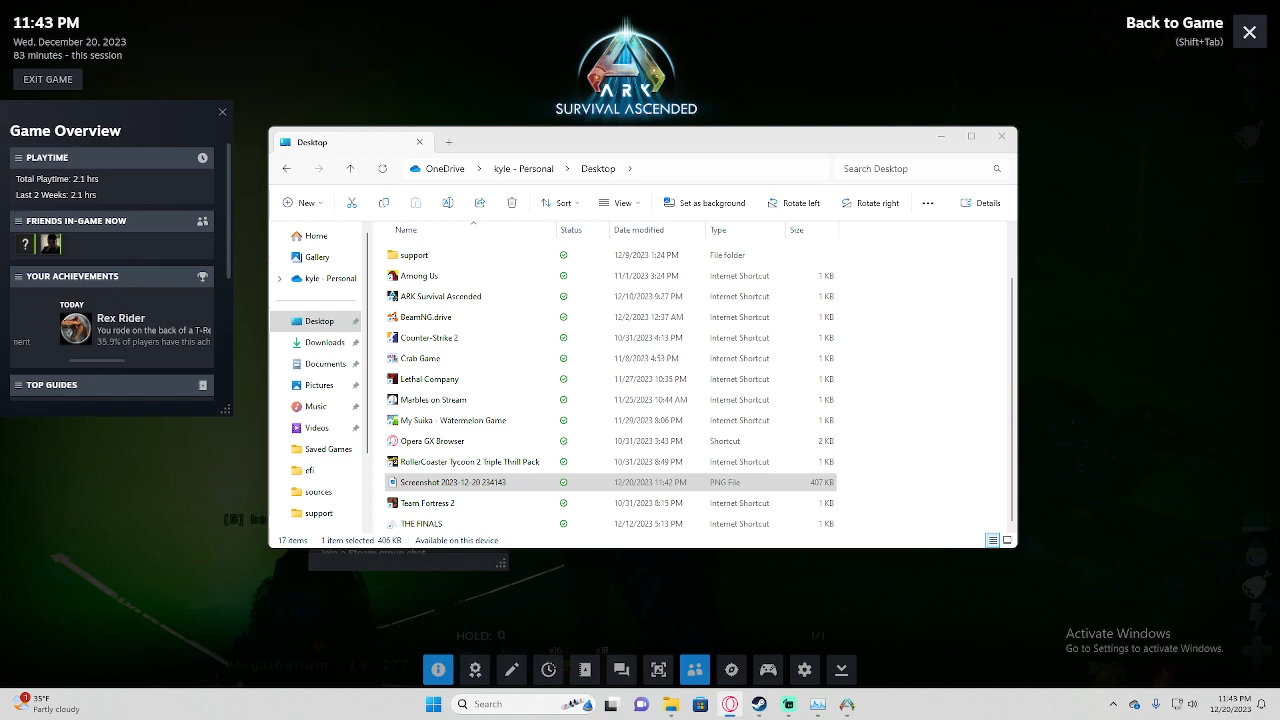 11:43 PM
Wed, December 20, 2023
83 minutes - this session
EXIT GAME
ARK
SURVIVAL ASCENDED
Back to Game
(Shift+Tab)
Game Overview
PLAYTIME
Total Playtime: 2.1 hrs
Last 2 Weeks: 2.1 hrs
FRIENDS IN-GAME NOW
?
YOUR ACHIEVEMENTS
TODAY
Rex Rider
You rode on the back of a T-Re
ment
35.9% of players have this ach
TOP GUIDES
Desktop
OneDrive > kyle - Personal > Desktop >
Search Desktop
New
Sort
View
Set as background
Rotate left
Rotate right
Details
Home
Gallery
kyle - Personal
Desktop
Downloads
Documents
Pictures
Music
Videos
Saved Games
efi
sources
support
Name Status Date modified Type Size
support 12/9/2023 1:24 PM File folder
Among Us 11/1/2023 3:24 PM Internet Shortcut 1 KB
ARK Survival Ascended 12/10/2023 9:27 PM Internet Shortcut 1 KB
BeamNG.drive 12/2/2023 12:37 AM Internet Shortcut 1 KB
Counter-Strike 2 10/31/2023 4:13 PM Internet Shortcut 1 KB
Crab Game 11/8/2023 4:53 PM Internet Shortcut 1 KB
Lethal Company 11/27/2023 10:35 PM Internet Shortcut 1 KB
Marbles on Stream 11/25/2023 10:44 AM Internet Shortcut 1 KB
My Suika - Watermelon Game 11/29/2023 8:06 PM Internet Shortcut 1 KB
Opera GX Browser 10/31/2023 3:43 PM Shortcut 2 KB
RollerCoaster Tycoon 2 Triple Thrill Pack 10/31/2023 8:49 PM Internet Shortcut 1 KB
Screenshot 2023-12-20 234143 12/20/2023 11:42 PM PNG File 407 KB
Team Fortress 2 10/31/2023 8:15 PM Internet Shortcut 1 KB
THE FINALS 12/12/2023 5:13 PM Internet Shortcut 1 KB
17 items 1 item selected 406 KB Available on this device
Join a Steam group chat
HOLD: Q
1/1
x16
x18
Megatherium - Lvl 277
Activate Windows
Go to Settings to activate Windows.
1
35°F
Partly cloudy
Search
11:43 PM
12/20/2023